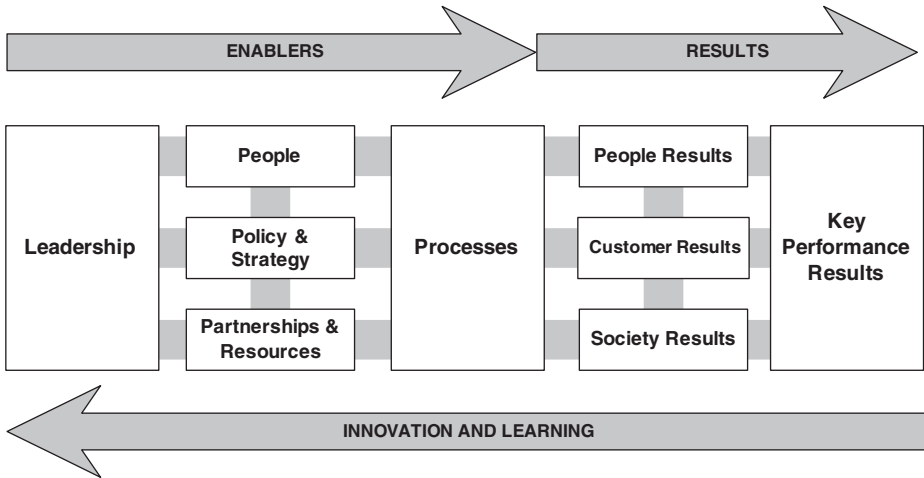 ENABLERS
RESULTS
Leadership
People
Policy &
Strategy
Partnerships &
Resources
Processes
People Results
Customer Results
Society Results
Key
Performance
Results
INNOVATION AND LEARNING